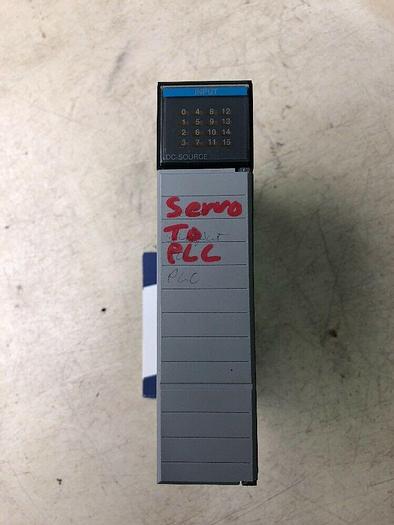 INPUT
0 4 8 12
1 5 9 13
2 6 10 14
3 7 11 15
DC-SOURCE
Servo
To
PLC
PLC